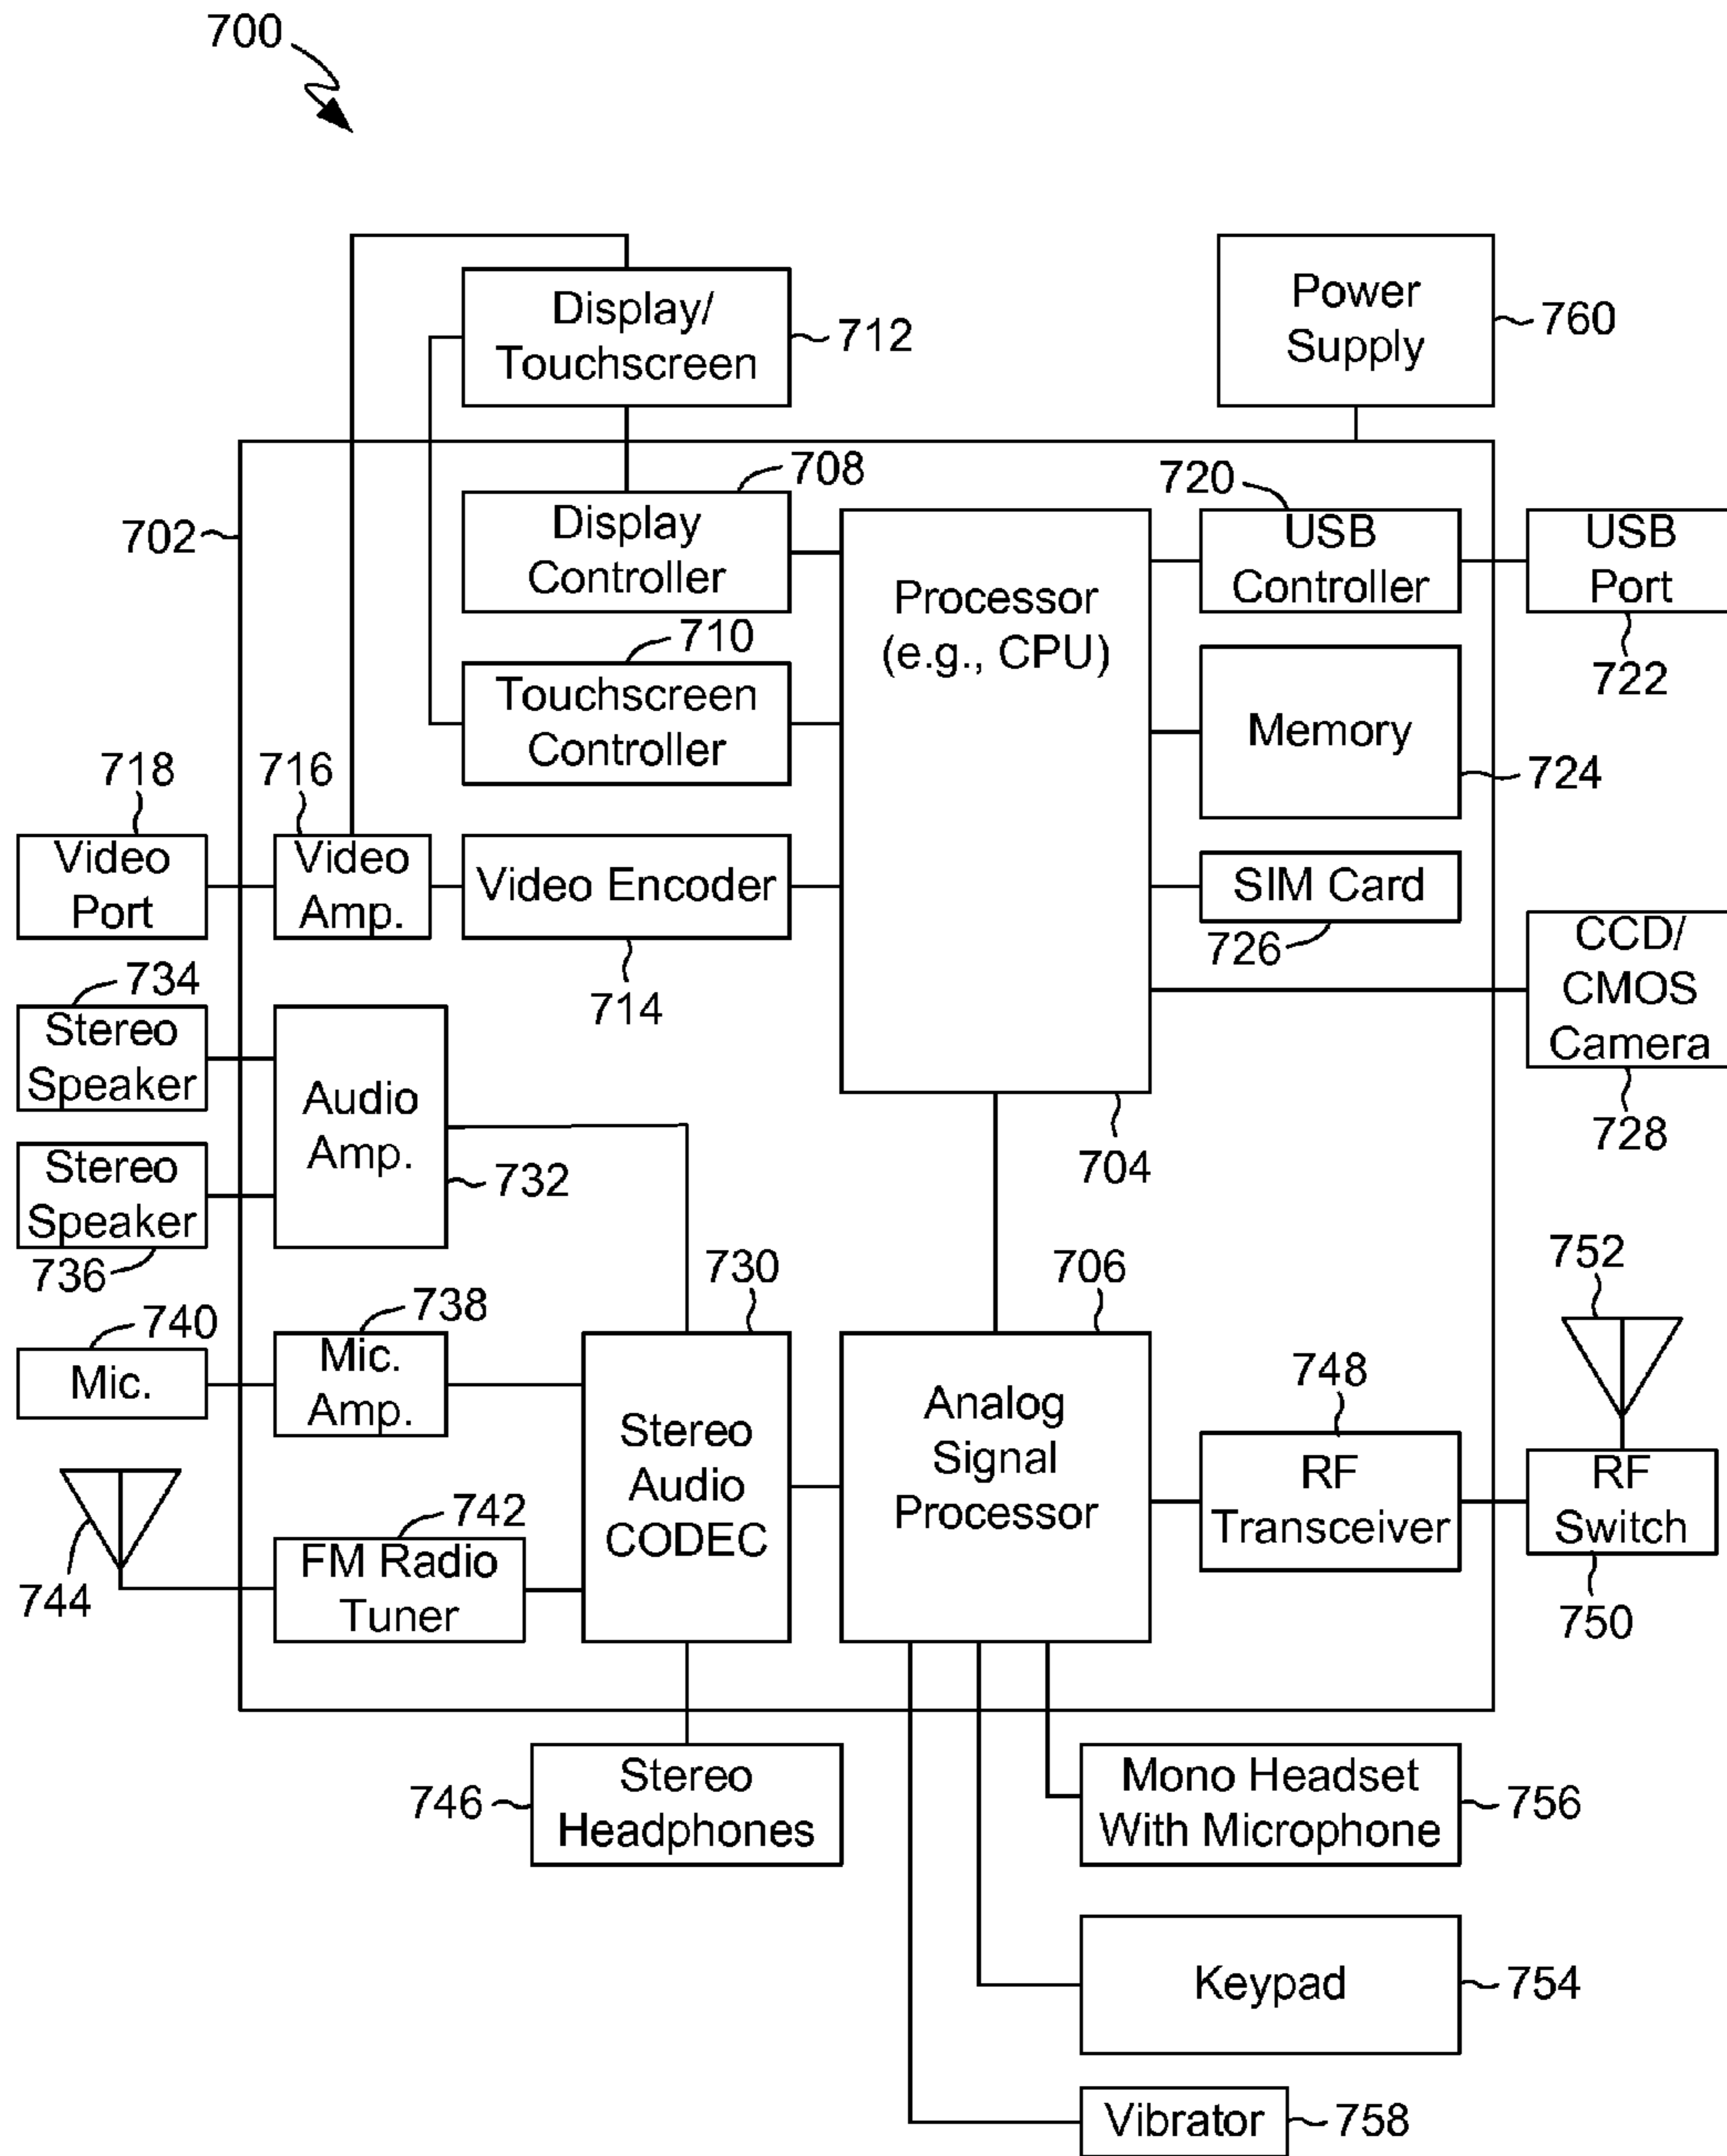 700
Display/
Touchscreen
712
Power
Supply
760
702
708
Display
Controller
710
Touchscreen
Controller
Processor
(e.g., CPU)
704
720
USB
Controller
USB
Port
722
Memory
724
718
Video
Port
716
Video
Amp.
Video Encoder
714
SIM Card
726
CCD/
CMOS
Camera
728
734
Stereo
Speaker
Stereo
Speaker
736
Audio
Amp.
732
740
Mic.
738
Mic.
Amp.
730
Stereo
Audio
CODEC
706
Analog
Signal
Processor
748
RF
Transceiver
752
RF
Switch
750
744
742
FM Radio
Tuner
746
Stereo
Headphones
Mono Headset
With Microphone
756
Keypad
754
Vibrator
758